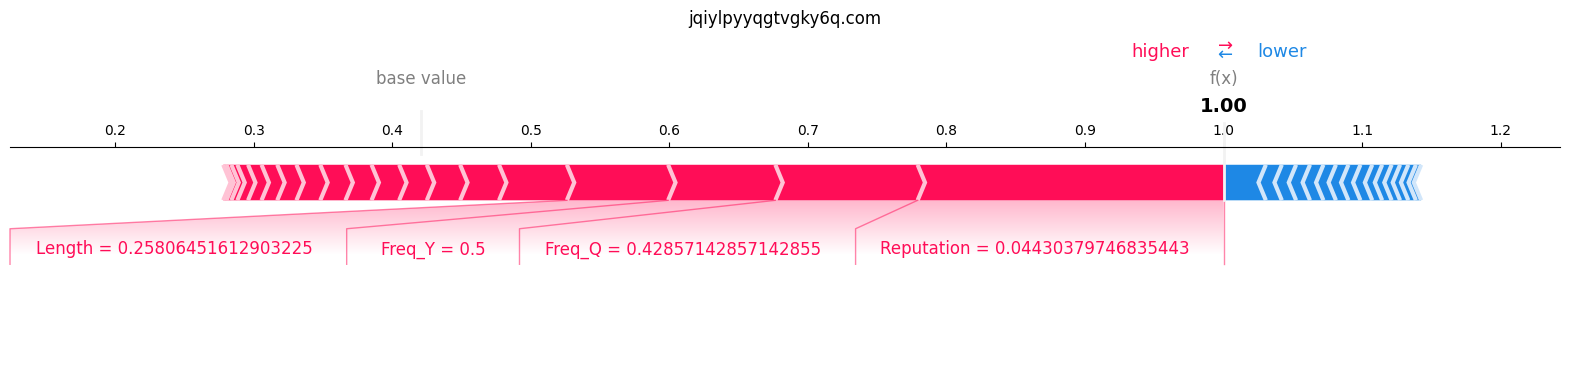 jqiylpyyqgtvgky6q.com
higher ⇄ lower
base value f(x)
1.00
0.2 0.3 0.4 0.5 0.6 0.7 0.8 0.9 1.0 1.1 1.2
Length = 0.25806451612903225 Freq_Y = 0.5 Freq_Q = 0.42857142857142855 Reputation = 0.04430379746835443